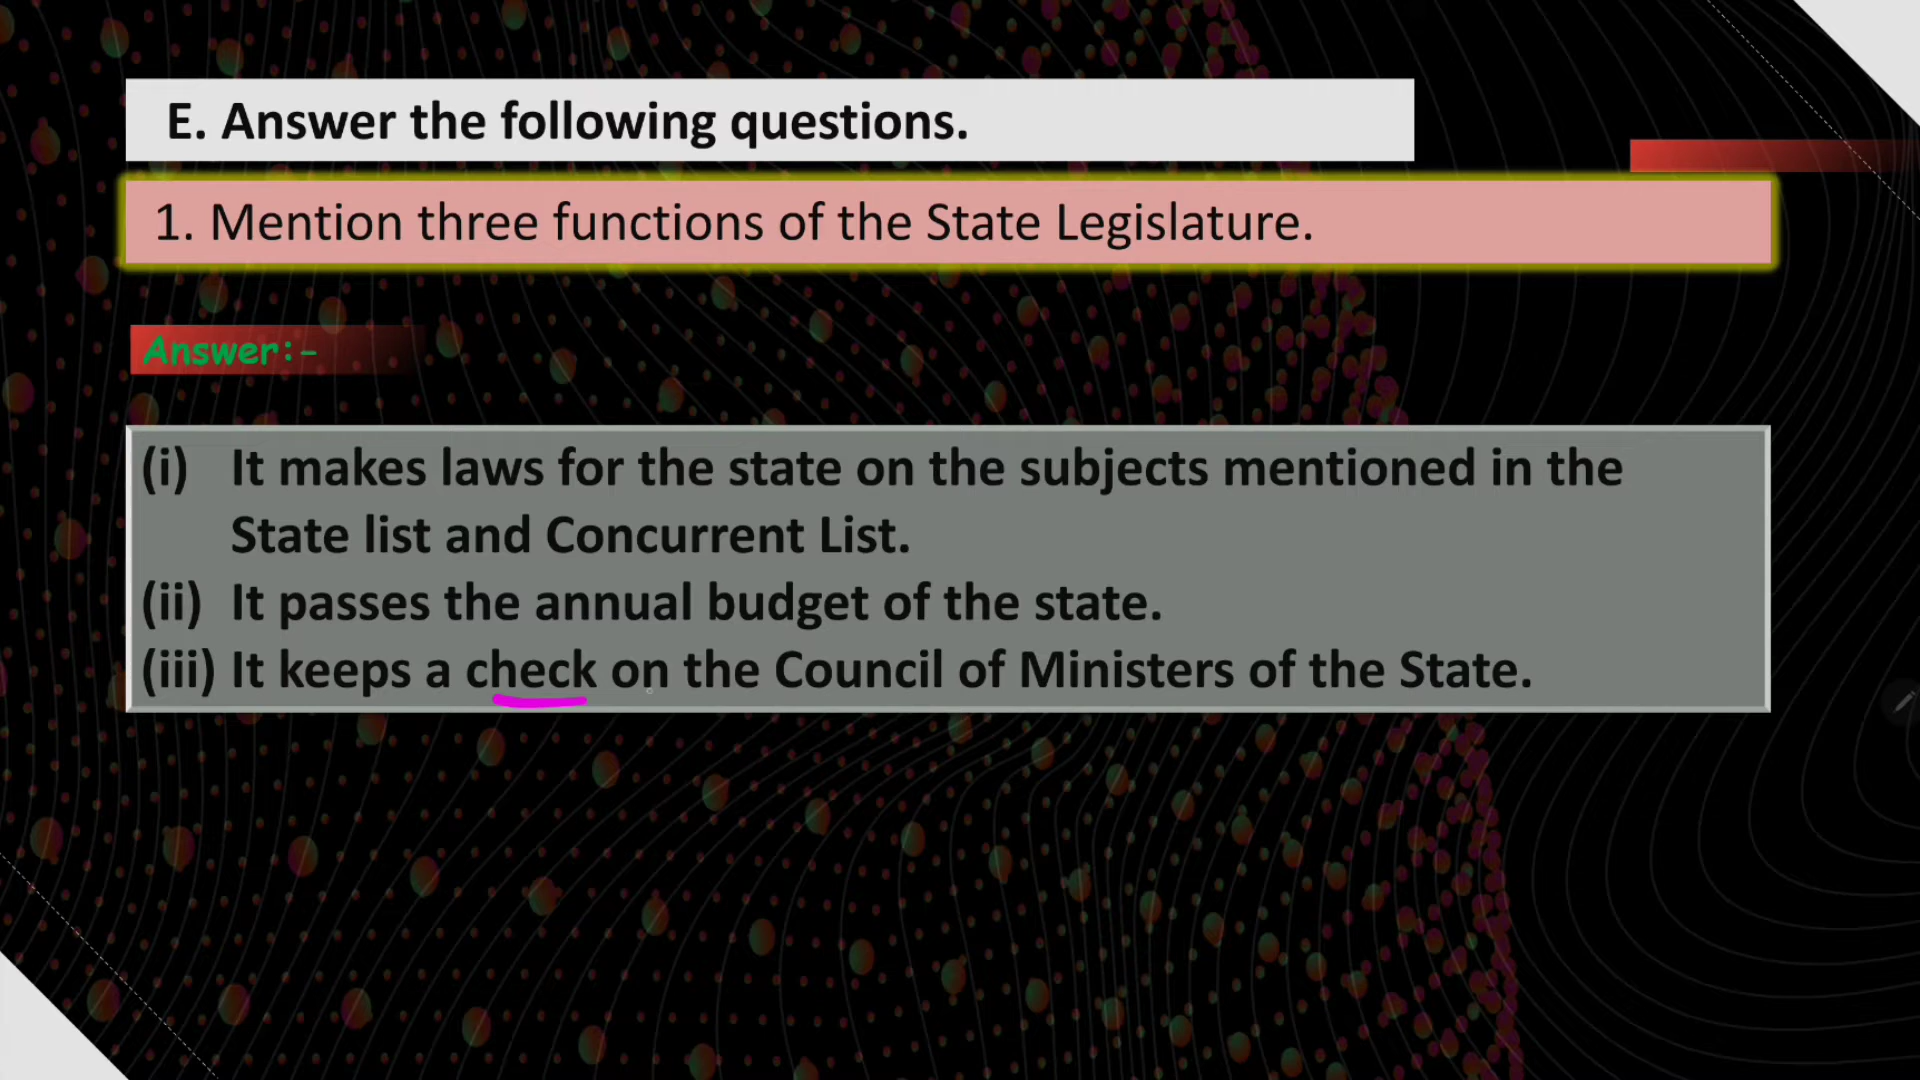 E. Answer the following questions.
1. Mention three functions of the State Legislature.
Answer:-
(i) It makes laws for the state on the subjects mentioned in the
State list and Concurrent List.
(ii) It passes the annual budget of the state.
(iii) It keeps a check on the Council of Ministers of the State.